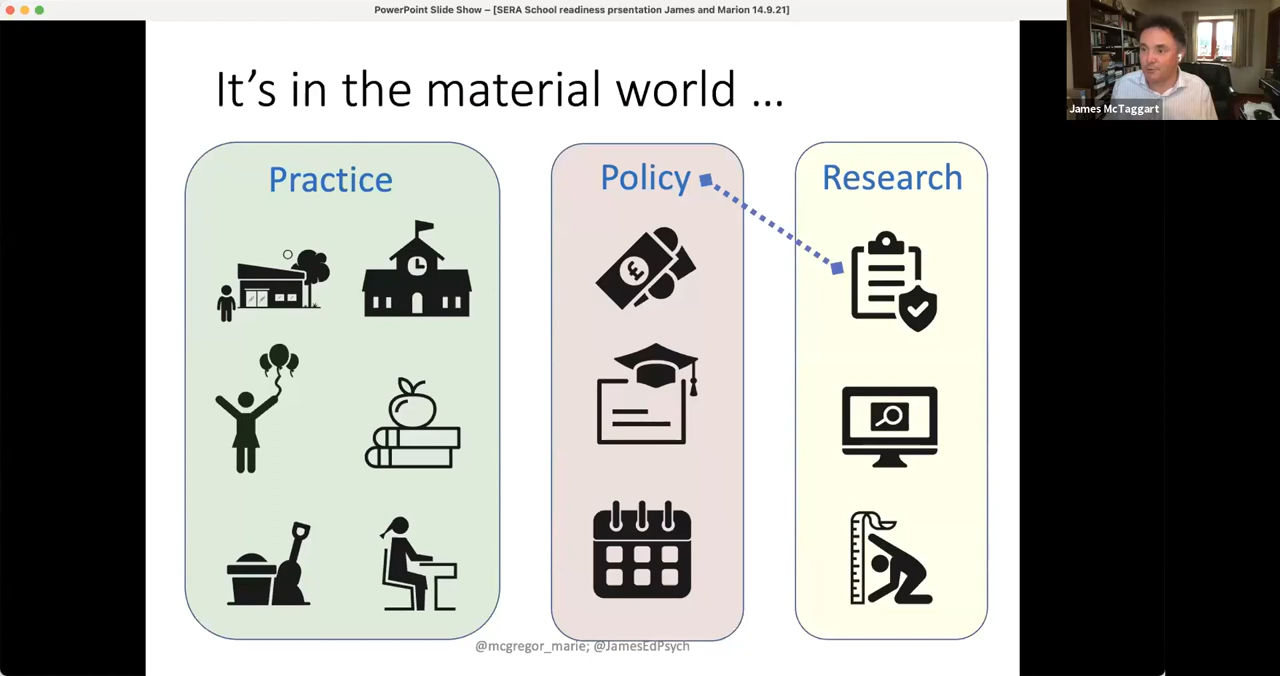 PowerPoint Slide Show – [SERA School readiness prsentation James and Marion 14.9.21]
James McTaggart
It’s in the material world ...
Practice
Policy
Research
£
@mcgregor_marie; @JamesEdPsych